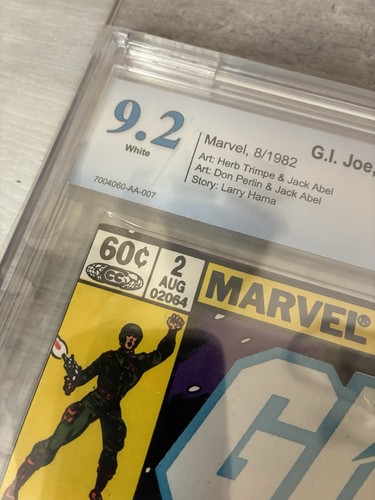 9.2
White
7004060-AA-007
Marvel, 8/1982
G.I. Joe,
Art: Herb Trimpe & Jack Abel
Art: Don Perlin & Jack Abel
Story: Larry Hama
60¢
CC
2
AUG
02064
MARVEL®
G.I.